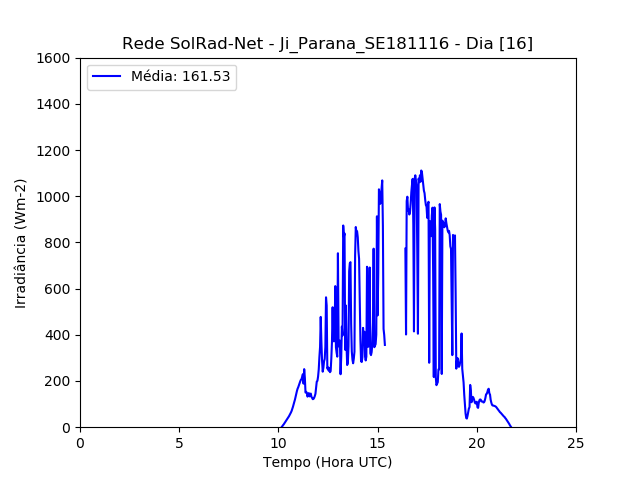 Rede SolRad-Net - Ji_Parana_SE181116 - Dia [16]
Média: 161.53
Irradiância (Wm-2)
1600
1400
1200
1000
800
600
400
200
0
0 5 10 15 20 25
Tempo (Hora UTC)